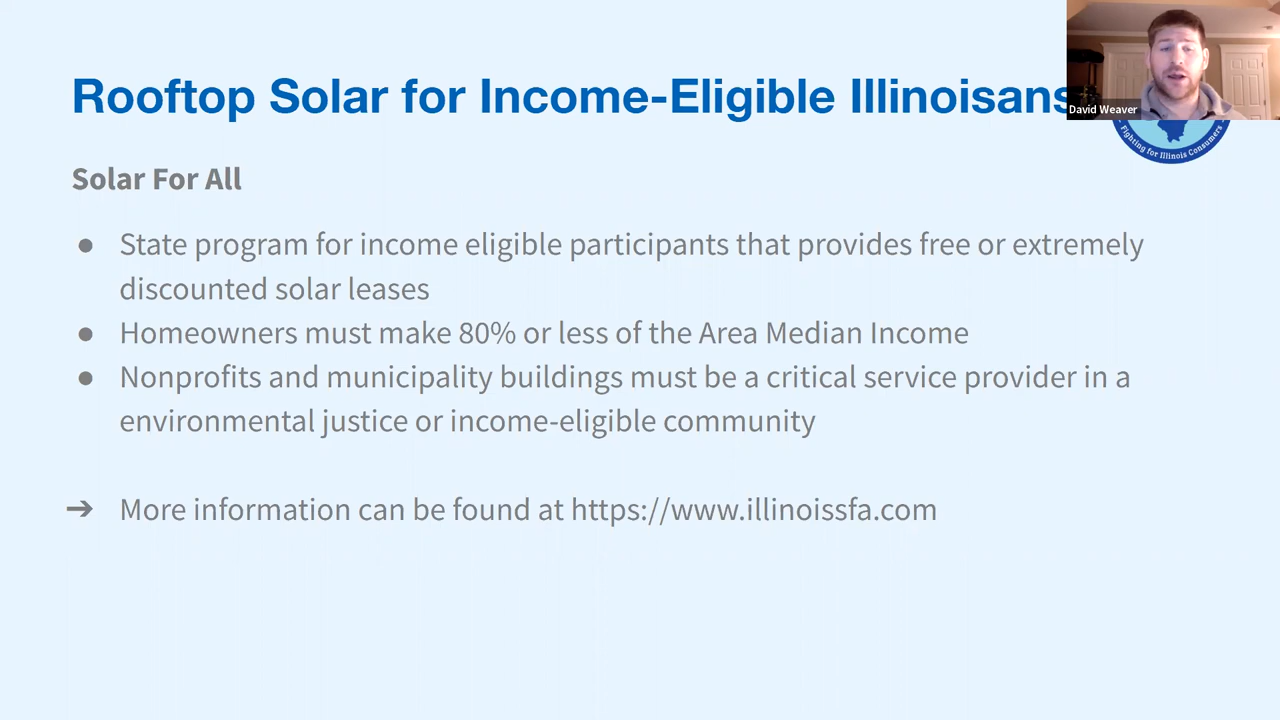 Rooftop Solar for Income-Eligible Illinoisans
David Weaver
Fighting for Illinois Consumers
Solar For All
● State program for income eligible participants that provides free or extremely
discounted solar leases
● Homeowners must make 80% or less of the Area Median Income
● Nonprofits and municipality buildings must be a critical service provider in a
environmental justice or income-eligible community
➔ More information can be found at https://www.illinoissfa.com